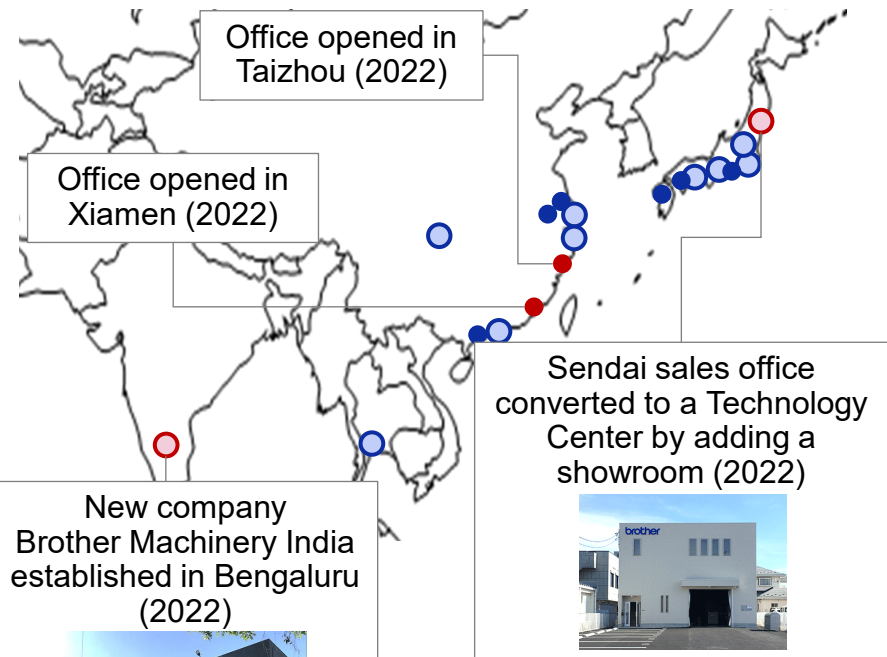 Office opened in
Taizhou (2022)
Office opened in
Xiamen (2022)
Sendai sales office
converted to a Technology
Center by adding a
showroom (2022)
brother
New company
Brother Machinery India
established in Bengaluru
(2022)